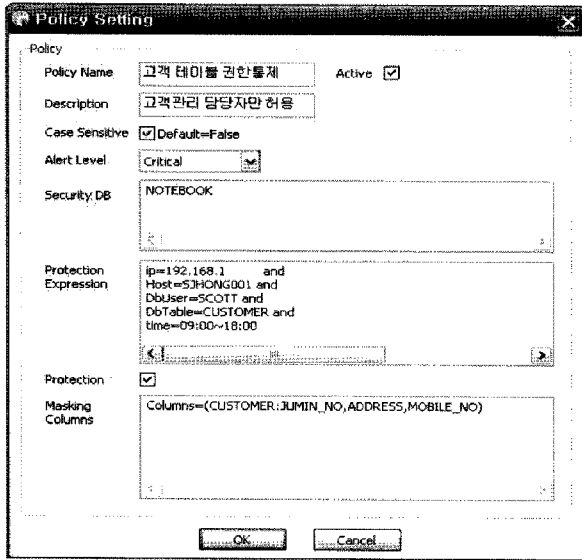 Policy Setting
Policy
Policy Name 고객 테이블 권한통제 Active
Description 고객관리 담당자만 허용
Case Sensitive Default=False
Alert Level Critical
Security DB NOTEBOOK
Protection Expression
ip=192.168.1 and
Host=SJHONG001 and
DbUser=SCOTT and
DbTable=CUSTOMER and
time=09:00~18:00
Protection
Masking Columns
Columns=(CUSTOMER:JUMIN_NO,ADDRESS,MOBILE_NO)
OK Cancel